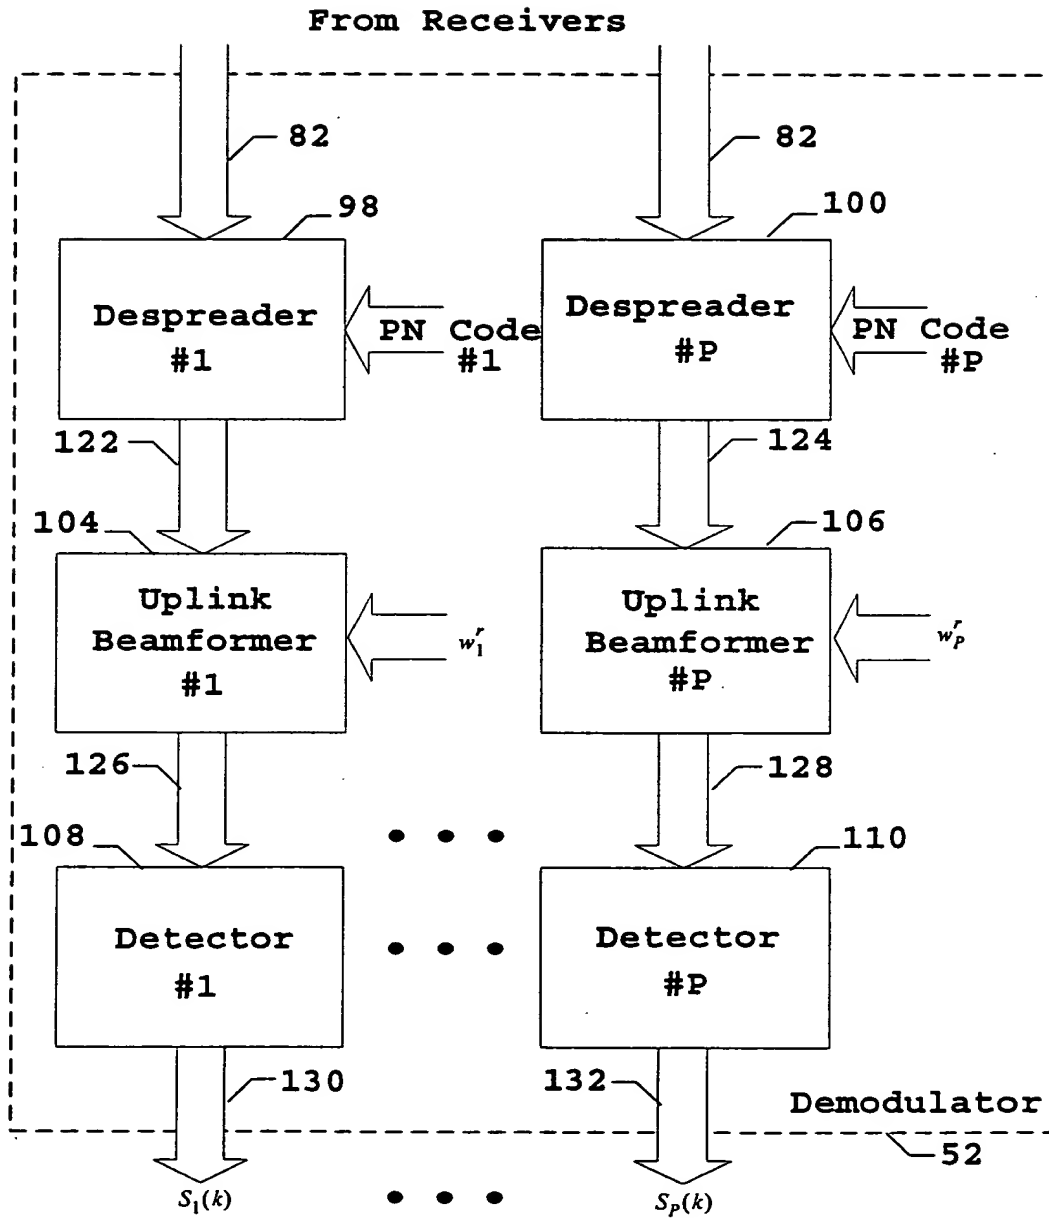 From Receivers
82
82
98
100
Despreader
#1
PN Code
#1
Despreader
#P
PN Code
#P
122
124
104
106
Uplink
Beamformer
#1
w_1^r
Uplink
Beamformer
#P
w_P^r
126
128
108
110
Detector
#1
Detector
#P
130
132
Demodulator
52
S_1(k)
S_P(k)